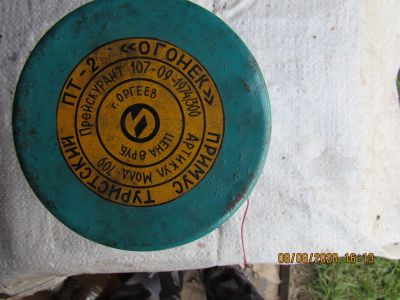 ПРИМУС ТУРИСТСКИЙ ПТ-2 «ОГОНЕК»
Прейскурант 107-09-1974/300
АРТИКУЛ МОЛД-709
г. ОРГЕЕВ
ЦЕНА 8 РУБ
08/08/2020 16:13